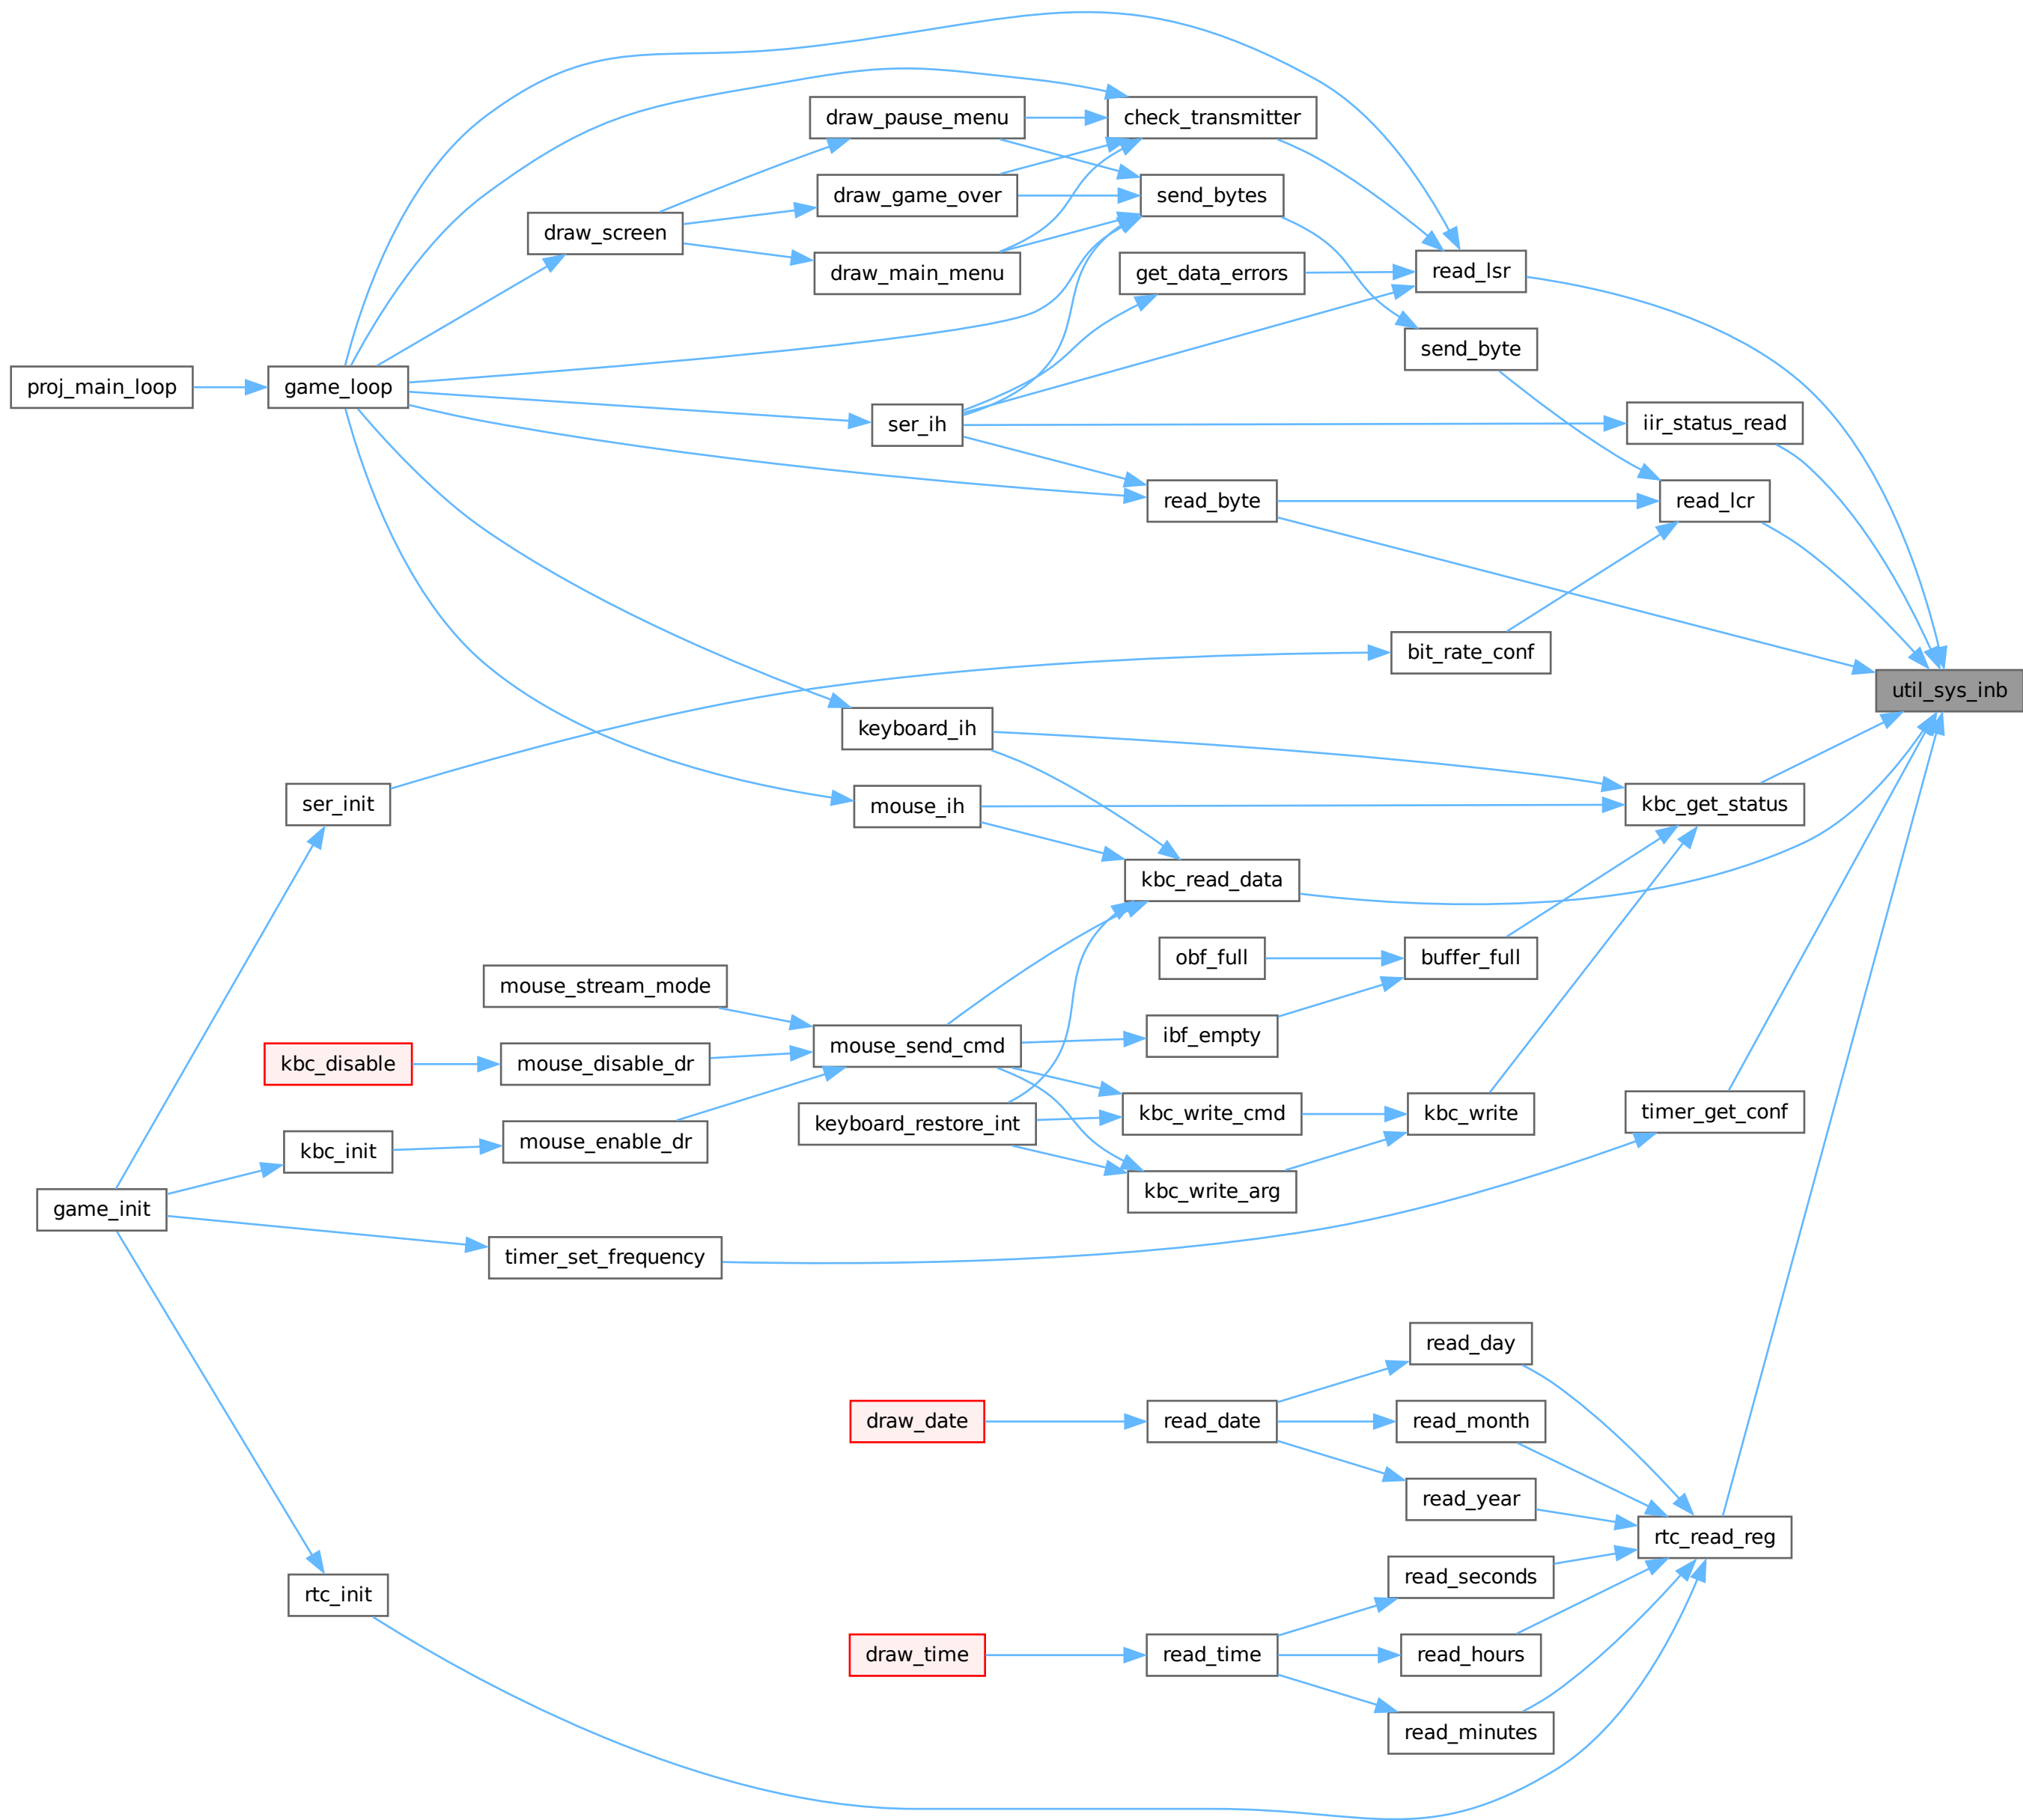 draw_pause_menu
check_transmitter
draw_game_over
send_bytes
draw_screen
draw_main_menu
get_data_errors
read_lsr
send_byte
proj_main_loop
game_loop
ser_ih
iir_status_read
read_byte
read_lcr
bit_rate_conf
util_sys_inb
keyboard_ih
ser_init
mouse_ih
kbc_get_status
kbc_read_data
obf_full
buffer_full
mouse_stream_mode
mouse_send_cmd
ibf_empty
kbc_disable
mouse_disable_dr
keyboard_restore_int
kbc_write_cmd
kbc_write
timer_get_conf
kbc_init
mouse_enable_dr
kbc_write_arg
game_init
timer_set_frequency
read_day
draw_date
read_date
read_month
read_year
rtc_read_reg
read_seconds
rtc_init
draw_time
read_time
read_hours
read_minutes